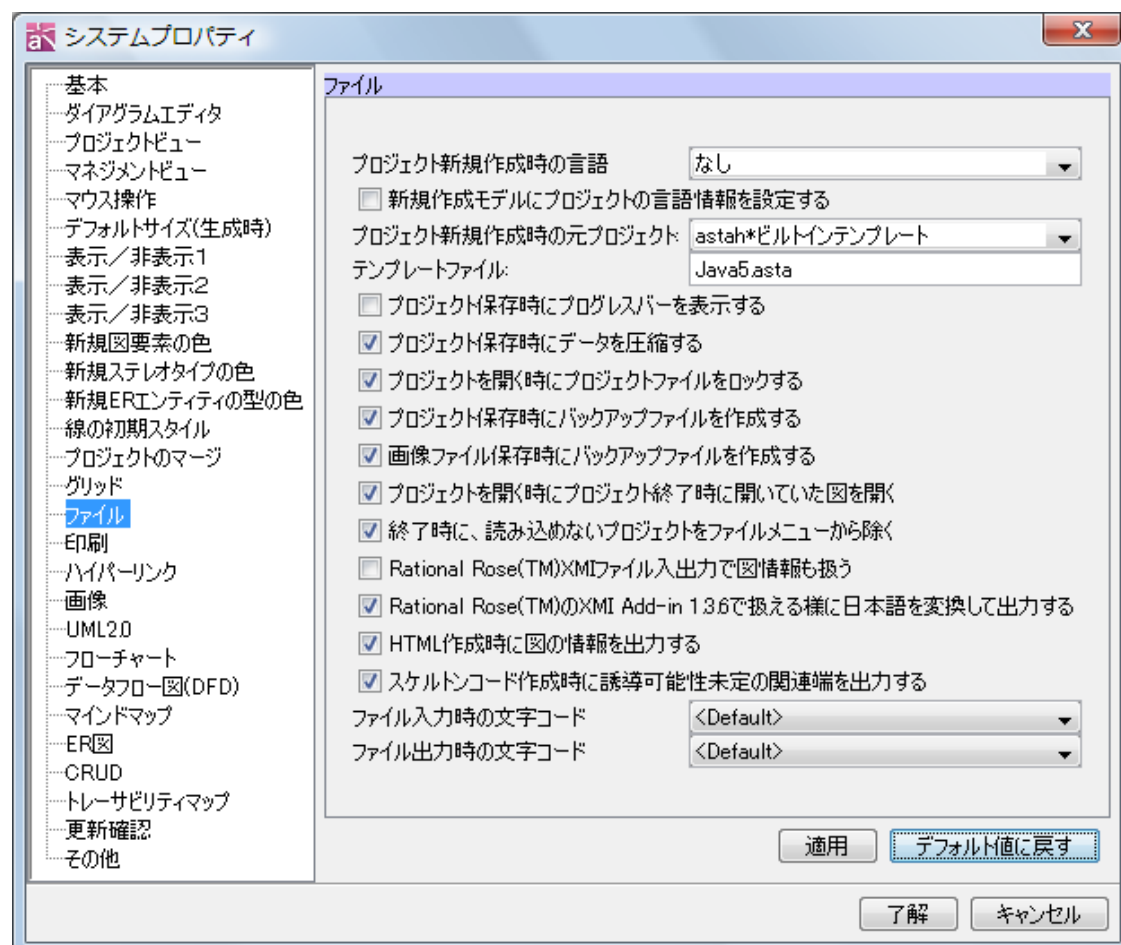 システムプロパティ
基本
ダイアグラムエディタ
プロジェクトビュー
マネジメントビュー
マウス操作
デフォルトサイズ(生成時)
表示／非表示1
表示／非表示2
表示／非表示3
新規図要素の色
新規ステレオタイプの色
新規ERエンティティの型の色
線の初期スタイル
プロジェクトのマージ
グリッド
ファイル
印刷
ハイパーリンク
画像
UML2.0
フローチャート
データフロー図(DFD)
マインドマップ
ER図
CRUD
トレーサビリティマップ
更新確認
その他
ファイル
プロジェクト新規作成時の言語 なし
新規作成モデルにプロジェクトの言語情報を設定する
プロジェクト新規作成時の元プロジェクト astah*ビルトインテンプレート
テンプレートファイル: Java5.asta
プロジェクト保存時にプログレスバーを表示する
プロジェクト保存時にデータを圧縮する
プロジェクトを開く時にプロジェクトファイルをロックする
プロジェクト保存時にバックアップファイルを作成する
画像ファイル保存時にバックアップファイルを作成する
プロジェクトを開く時にプロジェクト終了時に開いていた図を開く
終了時に、読み込めないプロジェクトをファイルメニューから除く
Rational Rose(TM)XMIファイル入出力で図情報も扱う
Rational Rose(TM)のXMI Add-in 1.3.6で扱える様に日本語を変換して出力する
HTML作成時に図の情報を出力する
スケルトンコード作成時に誘導可能性未定の関連端を出力する
ファイル入力時の文字コード <Default>
ファイル出力時の文字コード <Default>
適用 デフォルト値に戻す
了解 キャンセル